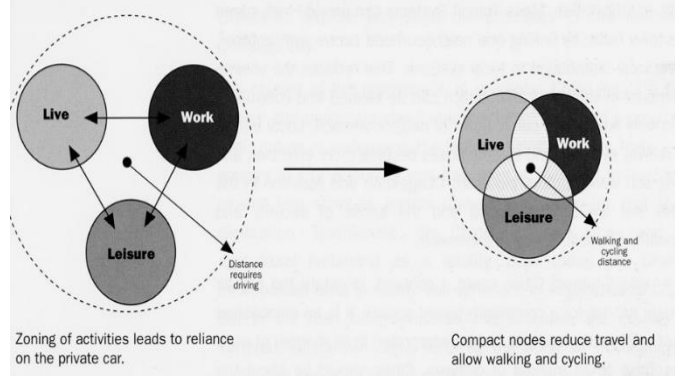 Live
Work
Leisure
Distance
requires
driving
Zoning of activities leads to reliance
on the private car.
Live
Work
Leisure
Walking and
cycling
distance
Compact nodes reduce travel and
allow walking and cycling.